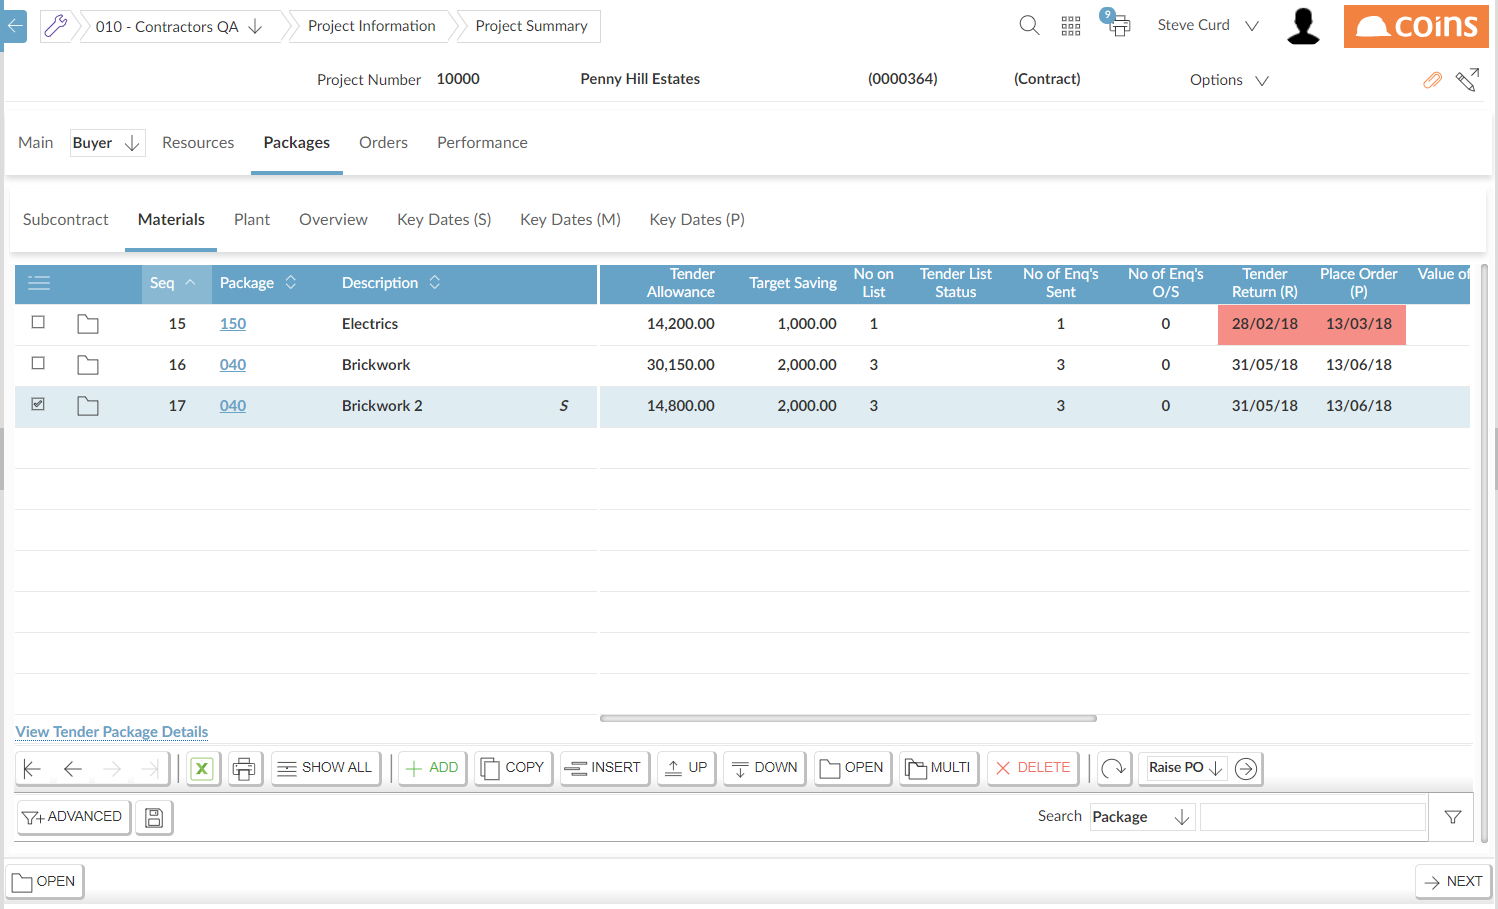 010 - Contractors QA
Project Information
Project Summary
9
Steve Curd
coins
Project Number 10000 Penny Hill Estates (0000364) (Contract) Options
Main Buyer Resources Packages Orders Performance
Subcontract Materials Plant Overview Key Dates (S) Key Dates (M) Key Dates (P)
Seq Package Description Tender Allowance Target Saving No on List Tender List Status No of Enq's Sent No of Enq's O/S Tender Return (R) Place Order (P) Value of
15 150 Electrics 14,200.00 1,000.00 1 1 0 28/02/18 13/03/18
16 040 Brickwork 30,150.00 2,000.00 3 3 0 31/05/18 13/06/18
17 040 Brickwork 2 S 14,800.00 2,000.00 3 3 0 31/05/18 13/06/18
View Tender Package Details
SHOW ALL ADD COPY INSERT UP DOWN OPEN MULTI DELETE Raise PO
ADVANCED Search Package
OPEN NEXT